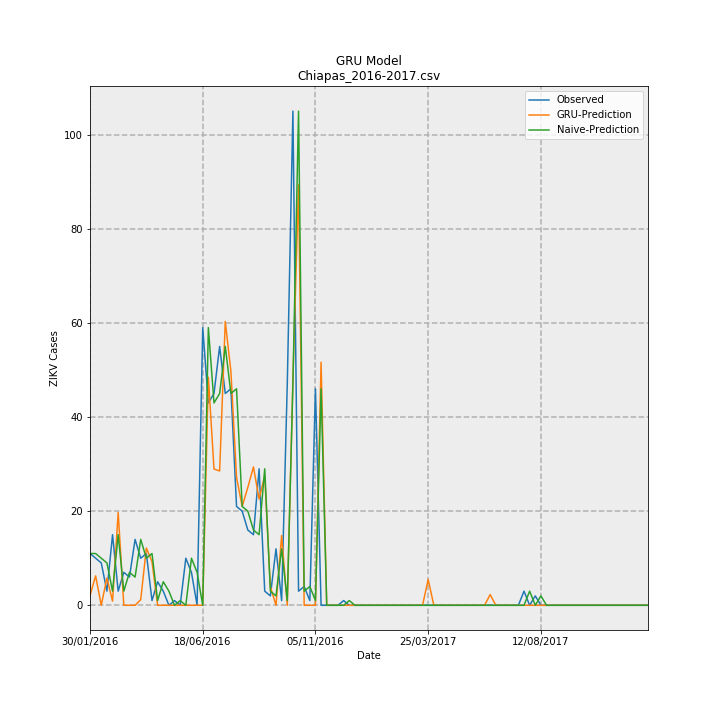 GRU Model
Chiapas_2016-2017.csv
Observed
GRU-Prediction
Naive-Prediction
100
80
60
40
20
0
ZIKV Cases
30/01/2016 18/06/2016 05/11/2016 25/03/2017 12/08/2017
Date